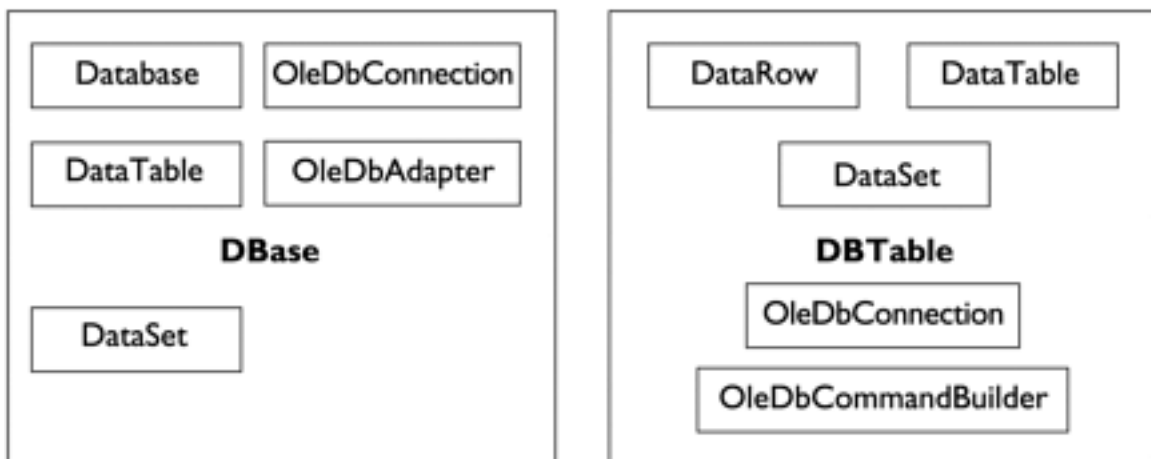 Database
OleDbConnection
DataTable
OleDbAdapter
DBase
DataSet
DataRow
DataTable
DataSet
DBTable
OleDbConnection
OleDbCommandBuilder